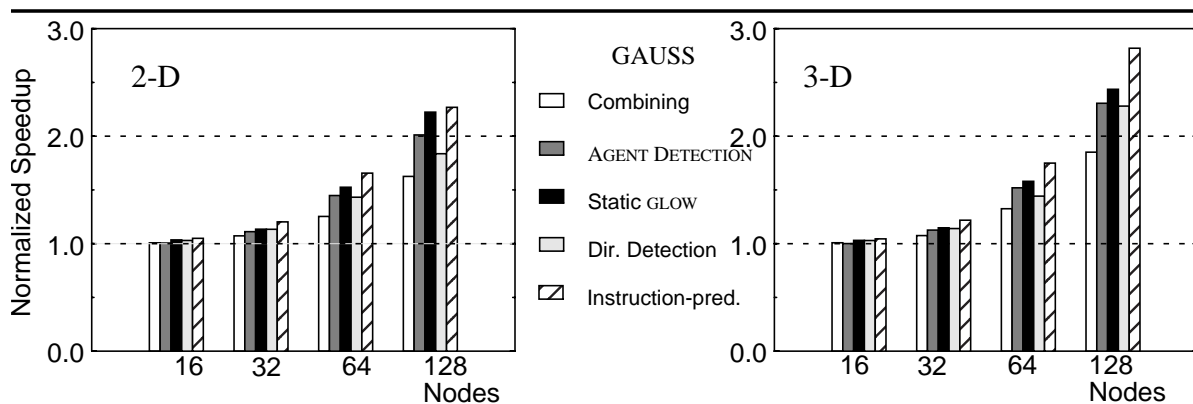 Normalized Speedup
3.0
2.0
1.0
0.0
2-D
16 32 64 128
Nodes
GAUSS
Combining
AGENT DETECTION
Static GLOW
Dir. Detection
Instruction-pred.
3.0
2.0
1.0
0.0
3-D
16 32 64 128
Nodes